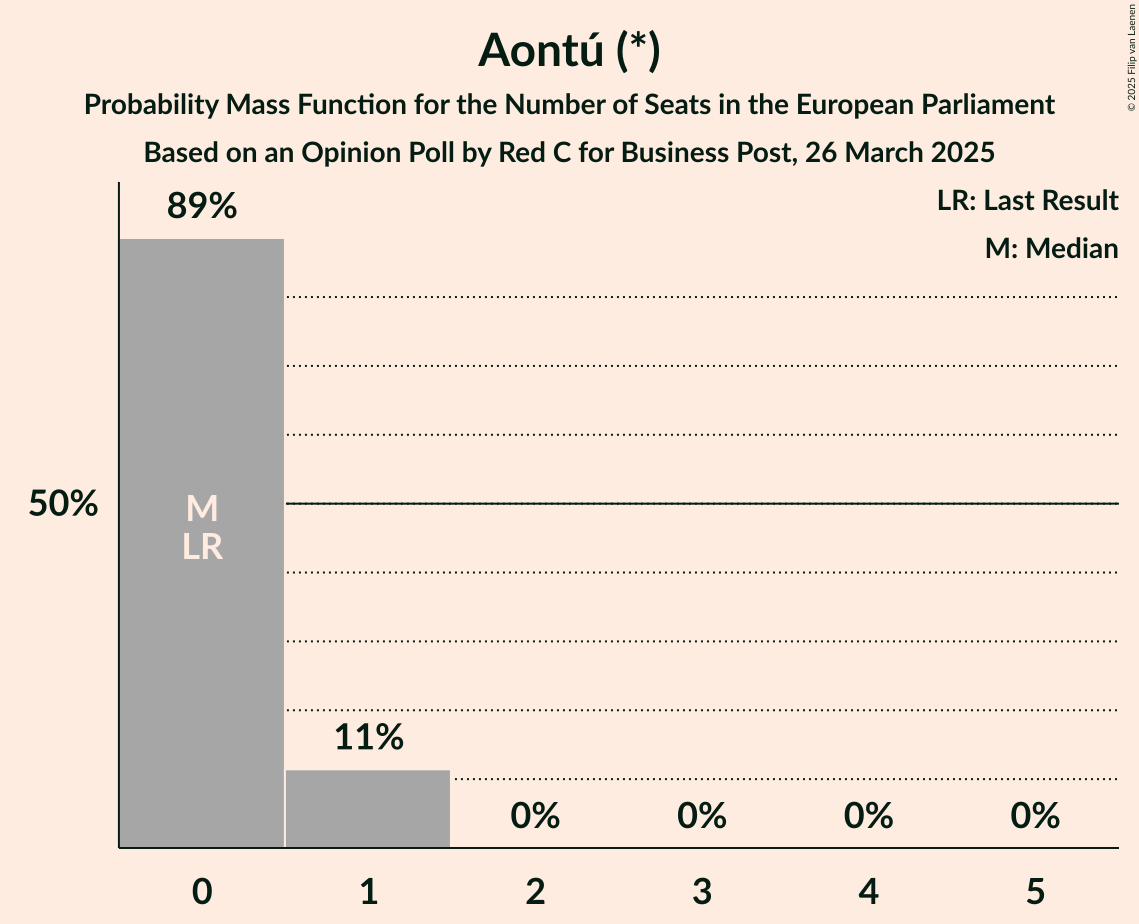 Aontú (*)
Probability Mass Function for the Number of Seats in the European Parliament
Based on an Opinion Poll by Red C for Business Post, 26 March 2025
© 2025 Filip van Laenen
LR: Last Result
M: Median
89%
50%
M
LR
11%
0%
0%
0%
0%
0
1
2
3
4
5